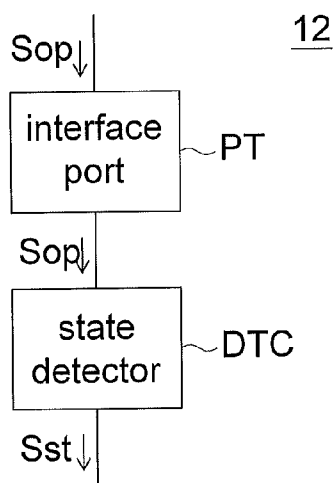 12
Sop
interface
port
PT
Sop
state
detector
DTC
Sst